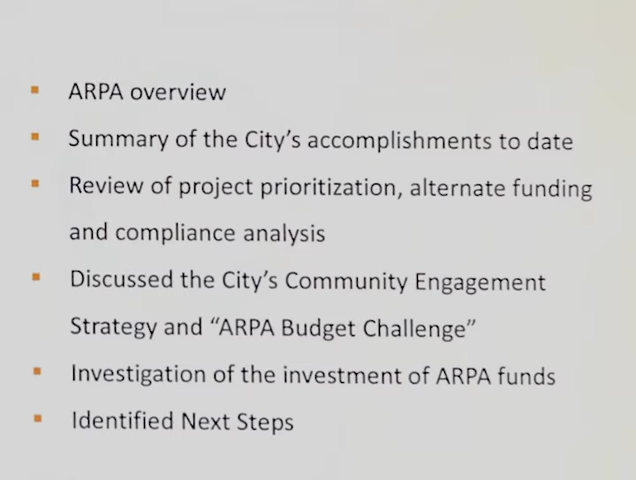 ARPA overview
Summary of the City's accomplishments to date
Review of project prioritization, alternate funding
and compliance analysis
Discussed the City's Community Engagement
Strategy and “ARPA Budget Challenge”
Investigation of the investment of ARPA funds
Identified Next Steps